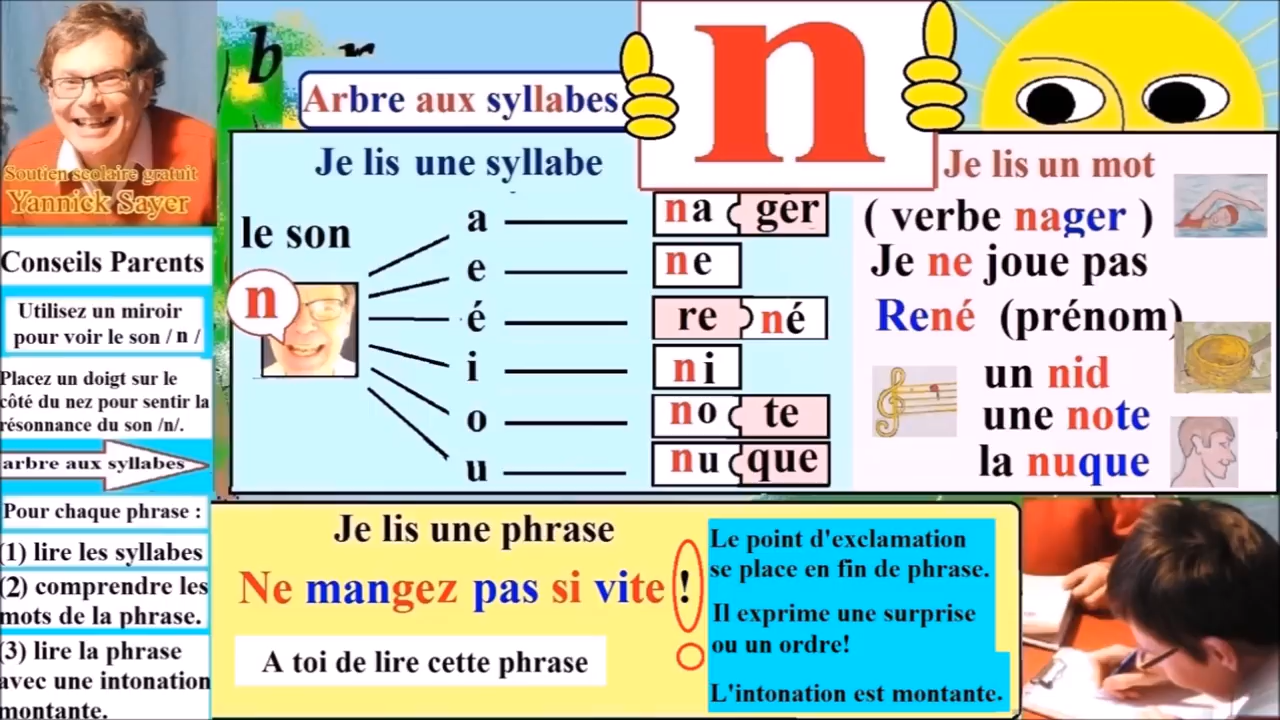 Soutien scolaire gratuit
Yannick Sayer
Conseils Parents
Utilisez un miroir
pour voir le son / n /
Placez un doigt sur le
côté du nez pour sentir la
résonnance du son /n/.
arbre aux syllabes
Pour chaque phrase :
(1) lire les syllabes
(2) comprendre les
mots de la phrase.
(3) lire la phrase
avec une intonation
montante.
b r
Arbre aux syllabes
n
Je lis une syllabe
le son
n
a na ger
e ne
é re né
i ni
o no te
u nu que
Je lis un mot
( verbe nager )
Je ne joue pas
René (prénom)
un nid
une note
la nuque
Je lis une phrase
Ne mangez pas si vite !
A toi de lire cette phrase
Le point d'exclamation
se place en fin de phrase.
Il exprime une surprise
ou un ordre!
L'intonation est montante.